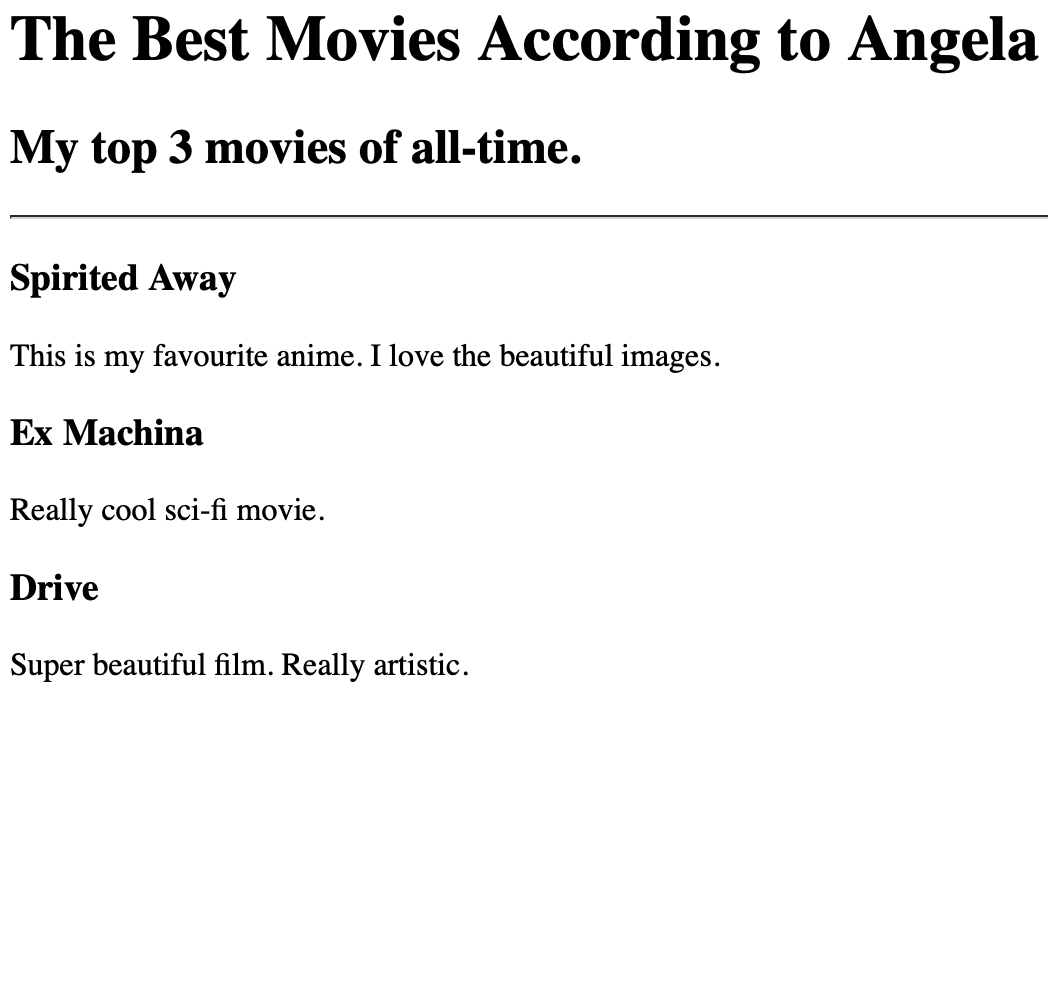 The Best Movies According to Angela
My top 3 movies of all-time.
Spirited Away
This is my favourite anime. I love the beautiful images.
Ex Machina
Really cool sci-fi movie.
Drive
Super beautiful film. Really artistic.